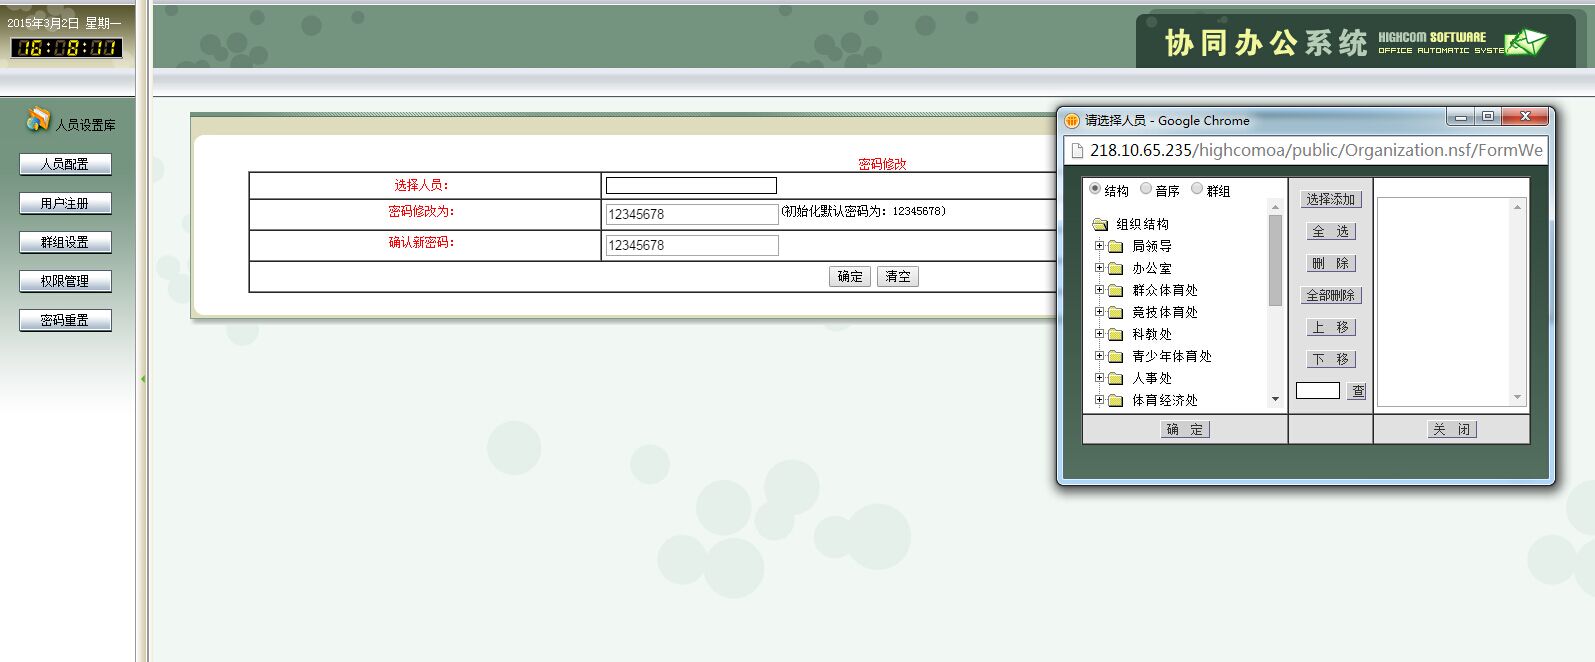 2015年3月2日 星期一
16:08:11
协同办公系统
HIGHCOM SOFTWARE
OFFICE AUTOMATIC SYSTE
人员设置库
人员配置
用户注册
群组设置
权限管理
密码重置
密码修改
选择人员：
密码修改为：
12345678 (初始化默认密码为：12345678)
确认新密码：
12345678
确定 清空
请选择人员 - Google Chrome
218.10.65.235/highcomoa/public/Organization.nsf/FormWe
结构 音序 群组
组织结构
局领导
办公室
群众体育处
竞技体育处
科教处
青少年体育处
人事处
体育经济处
选择添加
全 选
删 除
全部删除
上 移
下 移
查
确 定
关 闭